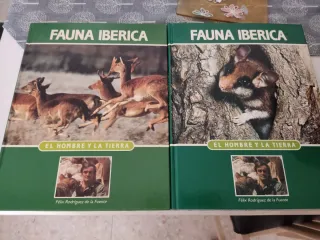 FAUNA IBERICA
EL HOMBRE Y LA TIERRA
Félix Rodríguez de la Fuente
FAUNA IBERICA
EL HOMBRE Y LA TIERRA
Félix Rodríguez de la Fuente